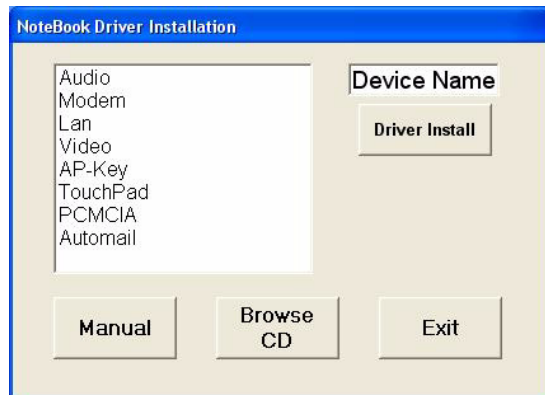 NoteBook Driver Installation
Audio
Modem
Lan
Video
AP-Key
TouchPad
PCMCIA
Automail
Device Name
Driver Install
Manual
Browse
CD
Exit